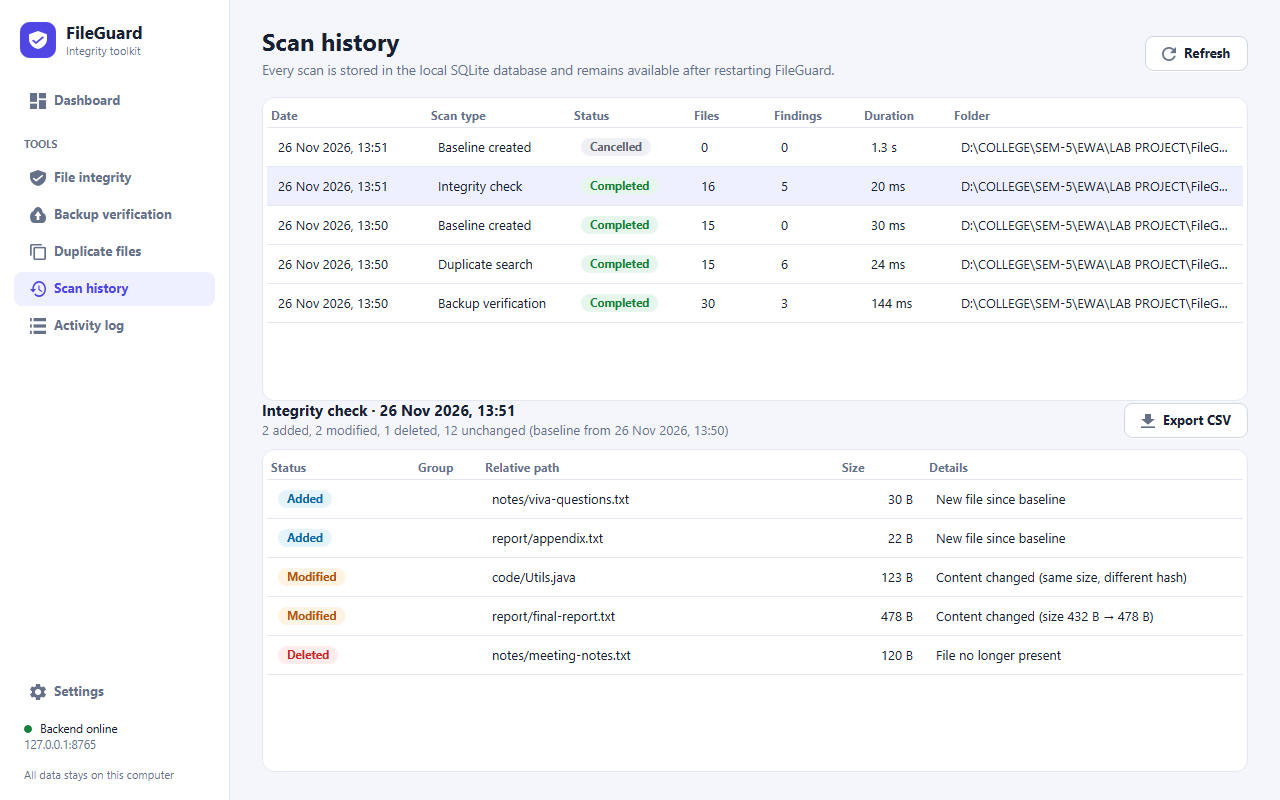 FileGuard
Integrity toolkit
Dashboard
TOOLS
File integrity
Backup verification
Duplicate files
Scan history
Activity log
Settings
Backend online
127.0.0.1:8765
All data stays on this computer
Scan history
Every scan is stored in the local SQLite database and remains available after restarting FileGuard.
Refresh
Date Scan type Status Files Findings Duration Folder
26 Nov 2026, 13:51 Baseline created Cancelled 0 0 1.3 s D:\COLLEGE\SEM-5\EWA\LAB PROJECT\FileG...
26 Nov 2026, 13:51 Integrity check Completed 16 5 20 ms D:\COLLEGE\SEM-5\EWA\LAB PROJECT\FileG...
26 Nov 2026, 13:50 Baseline created Completed 15 0 30 ms D:\COLLEGE\SEM-5\EWA\LAB PROJECT\FileG...
26 Nov 2026, 13:50 Duplicate search Completed 15 6 24 ms D:\COLLEGE\SEM-5\EWA\LAB PROJECT\FileG...
26 Nov 2026, 13:50 Backup verification Completed 30 3 144 ms D:\COLLEGE\SEM-5\EWA\LAB PROJECT\FileG...
Integrity check · 26 Nov 2026, 13:51
2 added, 2 modified, 1 deleted, 12 unchanged (baseline from 26 Nov 2026, 13:50)
Export CSV
Status Group Relative path Size Details
Added notes/viva-questions.txt 30 B New file since baseline
Added report/appendix.txt 22 B New file since baseline
Modified code/Utils.java 123 B Content changed (same size, different hash)
Modified report/final-report.txt 478 B Content changed (size 432 B → 478 B)
Deleted notes/meeting-notes.txt 120 B File no longer present